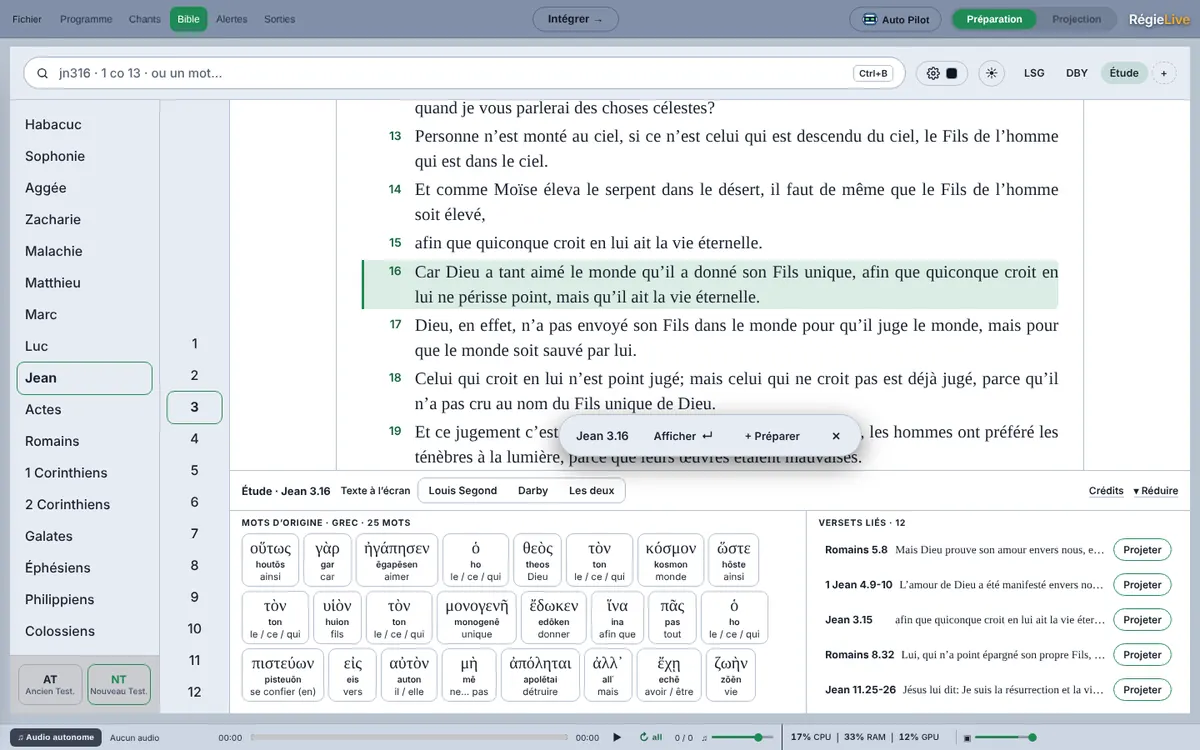 Fichier Programme Chants Bible Alertes Sorties Intégrer → Auto Pilot Préparation Projection RégieLive
jn316 · 1 co 13 · ou un mot… Ctrl+B LSG DBY Étude +
Habacuc
Sophonie
Aggée
Zacharie
Malachie
Matthieu
Marc
Luc
Jean
Actes
Romains
1 Corinthiens
2 Corinthiens
Galates
Éphésiens
Philippiens
Colossiens
AT
Ancien Test.
NT
Nouveau Test.
1
2
3
4
5
6
7
8
9
10
11
12
quand je vous parlerai des choses célestes?
13 Personne n’est monté au ciel, si ce n’est celui qui est descendu du ciel, le Fils de l’homme
qui est dans le ciel.
14 Et comme Moïse éleva le serpent dans le désert, il faut de même que le Fils de l’homme
soit élevé,
15 afin que quiconque croit en lui ait la vie éternelle.
16 Car Dieu a tant aimé le monde qu’il a donné son Fils unique, afin que quiconque croit en
lui ne périsse point, mais qu’il ait la vie éternelle.
17 Dieu, en effet, n’a pas envoyé son Fils dans le monde pour qu’il juge le monde, mais pour
que le monde soit sauvé par lui.
18 Celui qui croit en lui n’est point jugé; mais celui qui ne croit pas est déjà jugé, parce qu’il
n’a pas cru au nom du Fils unique de Dieu.
19 Et ce jugement c’est , les hommes ont préféré les
ténèbres à la lumière, parce que leurs œuvres étaient mauvaises.
Jean 3.16 Afficher ↵ + Préparer ×
Étude · Jean 3.16 Texte à l’écran Louis Segond Darby Les deux Crédits ▾ Réduire
MOTS D’ORIGINE · GREC · 25 MOTS
οὕτως γὰρ ἠγάπησεν ὁ θεὸς τὸν κόσμον ὥστε
houtōs gar ēgapēsen ho theos ton kosmon hōste
ainsi car aimer le / ce / qui Dieu le / ce / qui monde ainsi
τὸν υἱὸν τὸν μονογενῆ ἔδωκεν ἵνα πᾶς ὁ
ton huion ton monogenē edōken ina pas ho
le / ce / qui fils le / ce / qui unique donner afin que tout le / ce / qui
πιστεύων εἰς αὐτὸν μὴ ἀπόληται ἀλλ᾽ ἔχῃ ζωὴν
pisteuōn eis auton mē apolētai all᾽ echē zōēn
se confier (en) vers il / elle ne… pas détruire mais avoir / être vie
VERSETS LIÉS · 12
Romains 5.8 Mais Dieu prouve son amour envers nous, e… Projeter
1 Jean 4.9-10 L’amour de Dieu a été manifesté envers no… Projeter
Jean 3.15 afin que quiconque croit en lui ait la vie éter… Projeter
Romains 8.32 Lui, qui n’a point épargné son propre Fils, … Projeter
Jean 11.25-26 Jésus lui dit: Je suis la résurrection et la vi… Projeter
♫ Audio autonome Aucun audio 00:00 00:00 all 0 / 0 ♫ 17% CPU | 33% RAM | 12% GPU